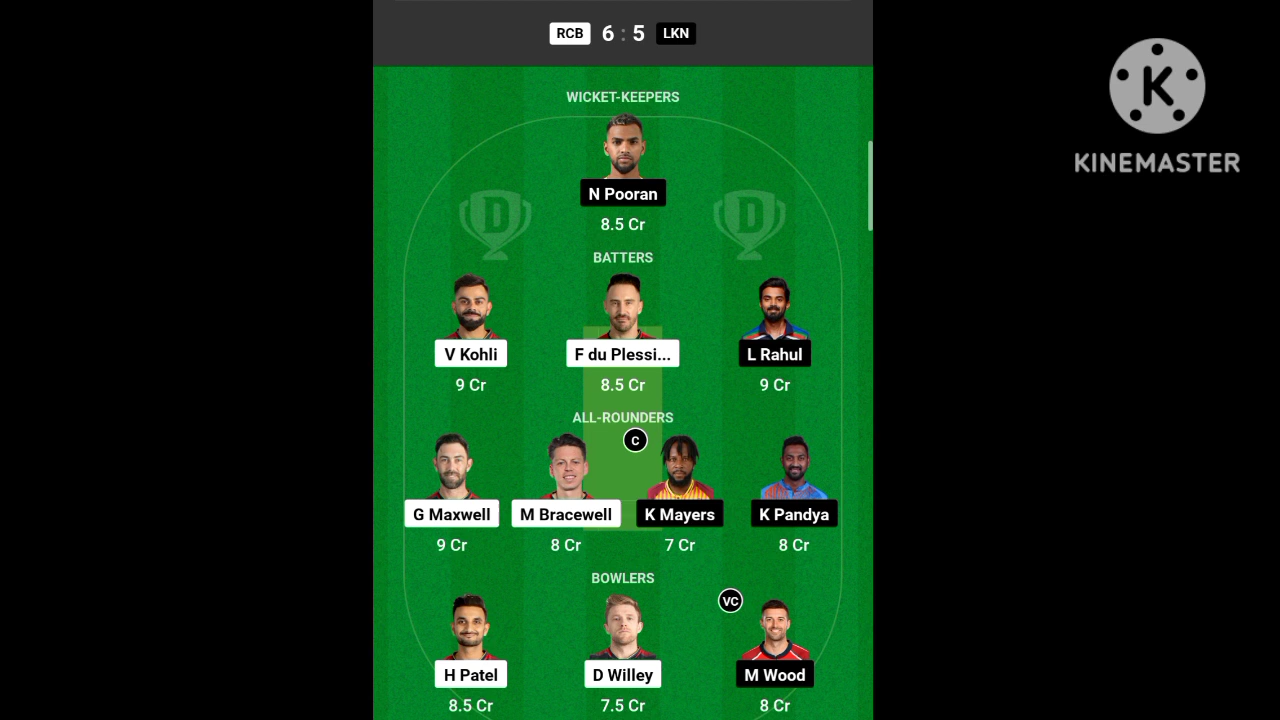 RCB 6 : 5 LKN
WICKET-KEEPERS
N Pooran
8.5 Cr
D D
BATTERS
V Kohli F du Plessi... L Rahul
9 Cr 8.5 Cr 9 Cr
ALL-ROUNDERS
C
G Maxwell M Bracewell K Mayers K Pandya
9 Cr 8 Cr 7 Cr 8 Cr
BOWLERS
VC
H Patel D Willey M Wood
8.5 Cr 7.5 Cr 8 Cr
K
KINEMASTER